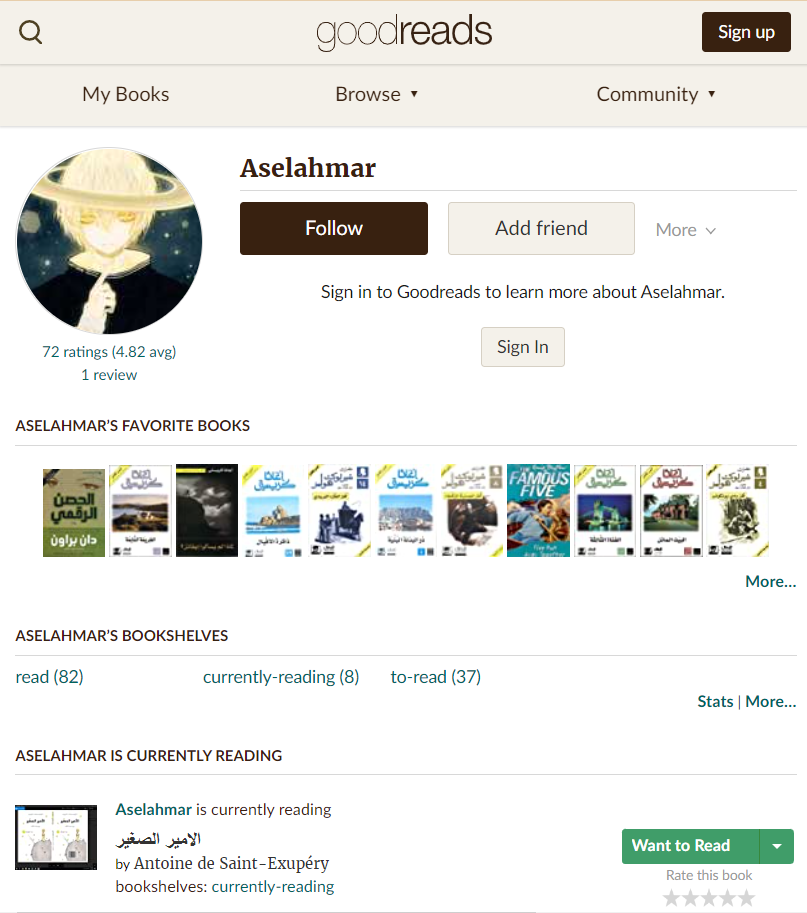 goodreads
Sign up
My Books
Browse ▼
Community ▼
Aselahmar
Follow
Add friend
More
Sign in to Goodreads to learn more about Aselahmar.
Sign In
72 ratings (4.82 avg)
1 review
ASELAHMAR'S FAVORITE BOOKS
الحصن
الرقمي
دان براون
FAMOUS
FIVE
More...
ASELAHMAR'S BOOKSHELVES
read (82)
currently-reading (8)
to-read (37)
Stats | More...
ASELAHMAR IS CURRENTLY READING
Aselahmar is currently reading
الامير الصغير
by Antoine de Saint-Exupéry
bookshelves: currently-reading
Want to Read
Rate this book